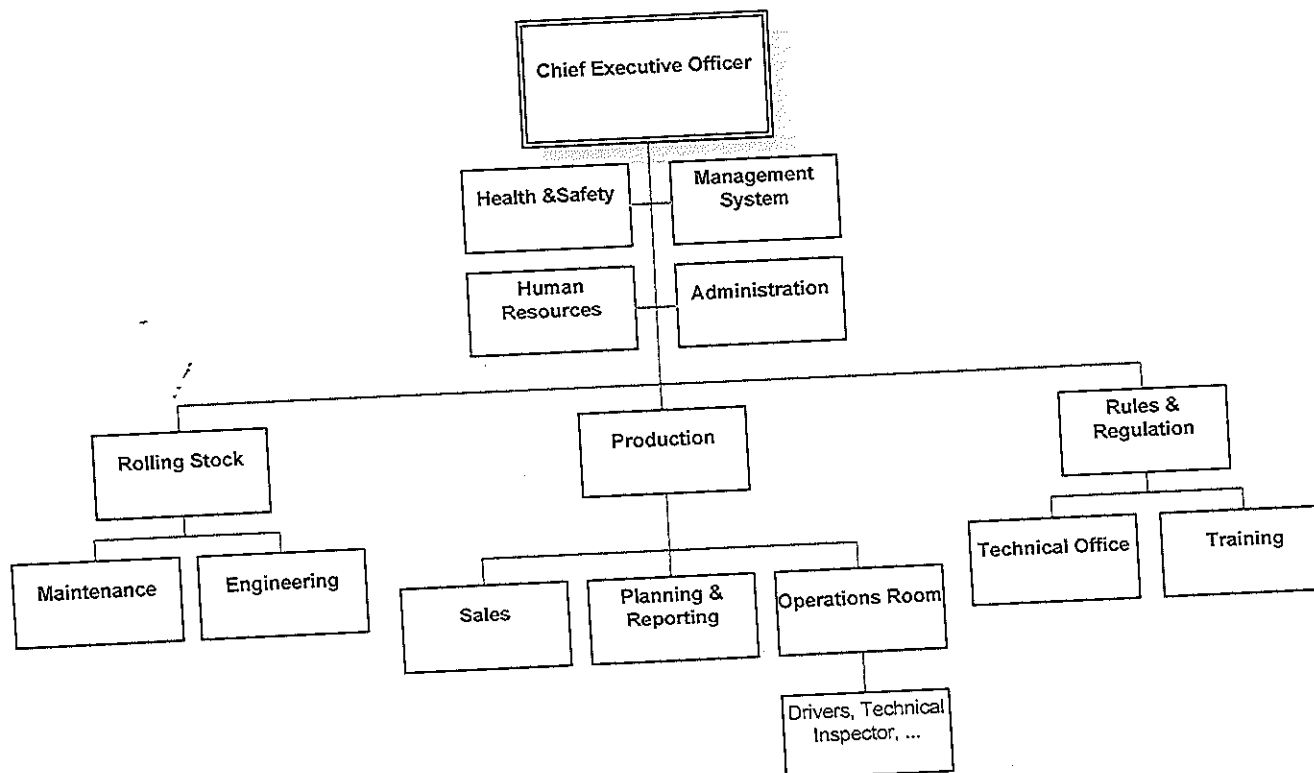 Chief Executive Officer
Health &Safety
Management
System
Human
Resources
Administration
Rolling Stock
Production
Rules &
Regulation
Maintenance
Engineering
Sales
Planning &
Reporting
Operations Room
Technical Office
Training
Drivers, Technical
Inspector, ...